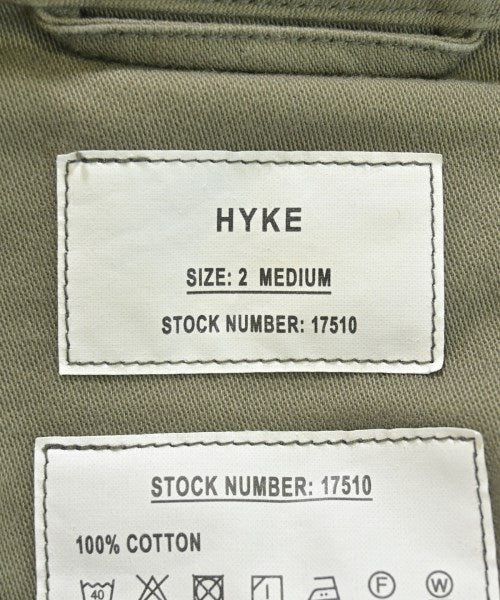 HYKE
SIZE: 2 MEDIUM
STOCK NUMBER: 17510
STOCK NUMBER: 17510
100% COTTON
40 F W